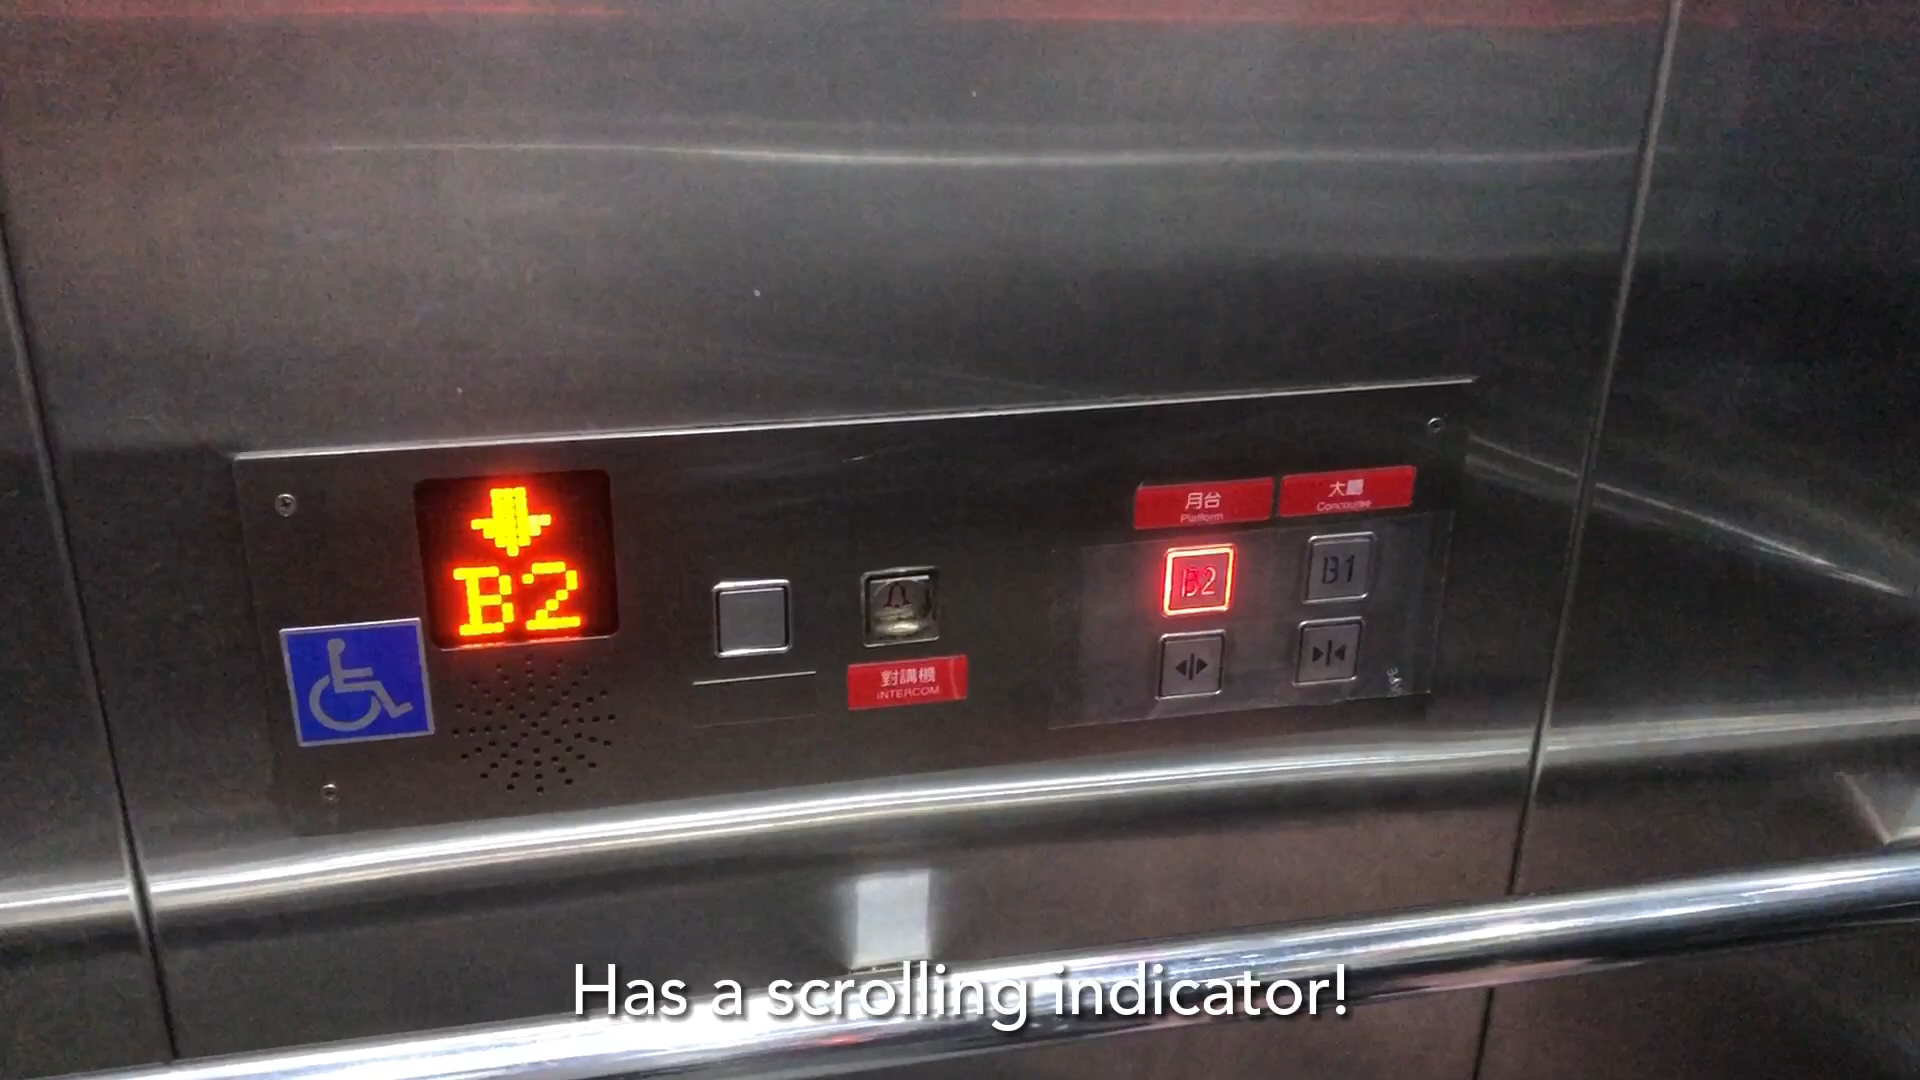 B2
月台
Platform
大廳
Concourse
B2
B1
對講機
INTERCOM
Has a scrolling indicator!